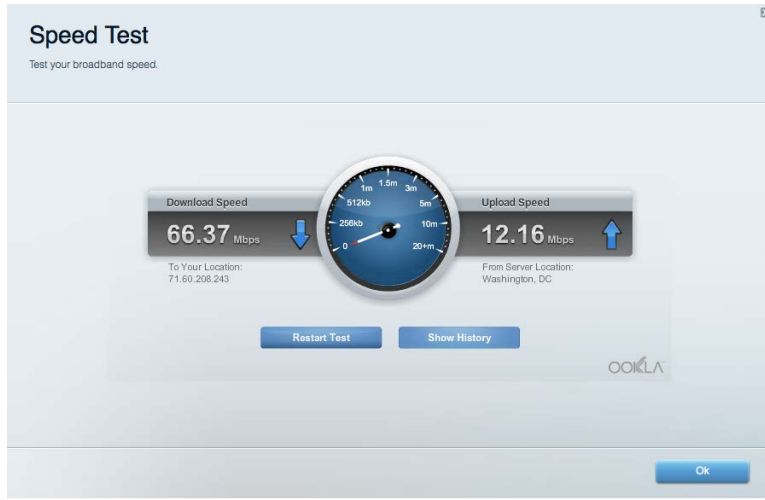 Speed Test
Test your broadband speed.
Download Speed
66.37 Mbps
To Your Location:
71.60.208.243
0
256kb
512kb
1m
1.5m
3m
5m
10m
20+m
Upload Speed
12.16 Mbps
From Server Location:
Washington, DC
Restart Test
Show History
OOKLA
Ok